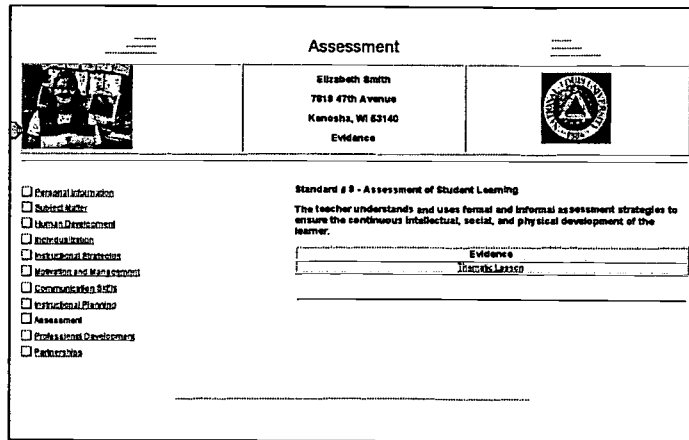 Assessment
Elizabeth Smith
7818 47th Avenue
Kenosha, WI 53140
Evidence
Personal Information
Subject Matter
Human Development
Individualization
Instructional Strategies
Motivation and Management
Communication Skills
Instructional Planning
Assessment
Professional Development
Partnerships
Standard # 8 - Assessment of Student Learning
The teacher understands and uses formal and informal assessment strategies to
ensure the continuous intellectual, social, and physical development of the
learner.
Evidence
Thematic Lesson